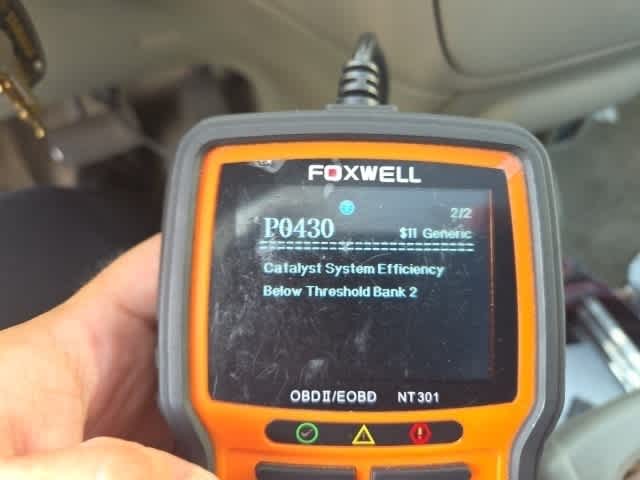 FOXWELL
2/2
P0430 $11 Generic
Catalyst System Efficiency
Below Threshold Bank 2
OBDII/EOBD NT301